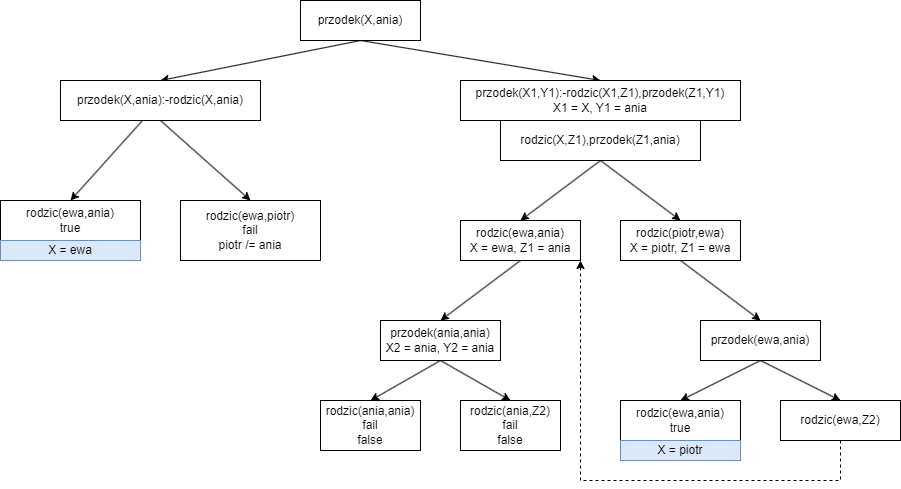 przodek(X,ania)
przodek(X,ania):-rodzic(X,ania)
przodek(X1,Y1):-rodzic(X1,Z1),przodek(Z1,Y1)
X1 = X, Y1 = ania
rodzic(X,Z1),przodek(Z1,ania)
rodzic(ewa,ania)
true
X = ewa
rodzic(ewa,piotr)
fail
piotr /= ania
rodzic(ewa,ania)
X = ewa, Z1 = ania
rodzic(piotr,ewa)
X = piotr, Z1 = ewa
przodek(ania,ania)
X2 = ania, Y2 = ania
przodek(ewa,ania)
rodzic(ania,ania)
fail
false
rodzic(ania,Z2)
fail
false
rodzic(ewa,ania)
true
X = piotr
rodzic(ewa,Z2)